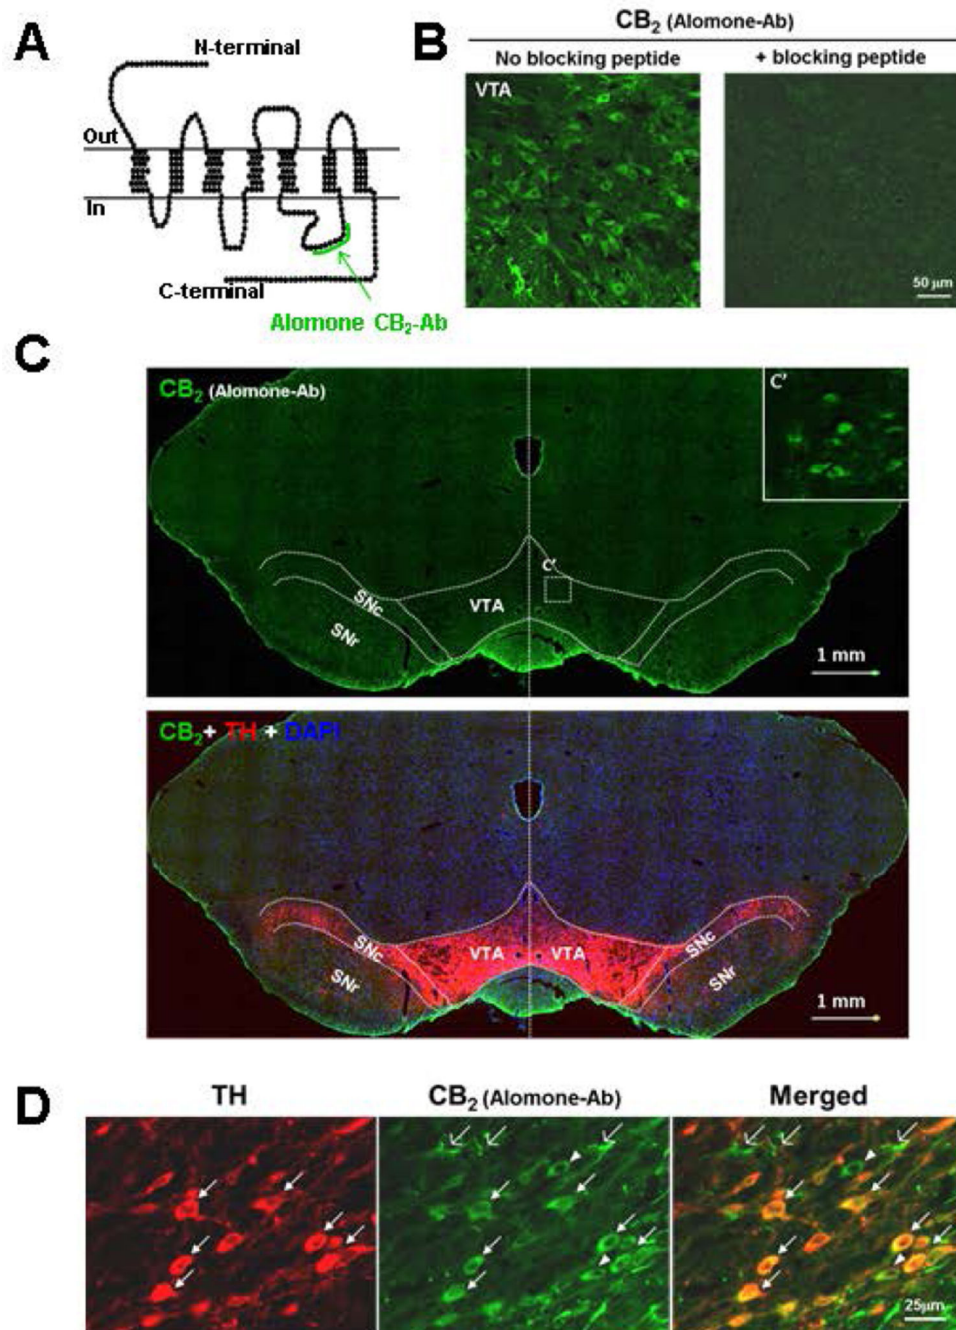 A
N-terminal
Out
In
C-terminal
Alomone CB₂-Ab
B
CB₂ (Alomone-Ab)
No blocking peptide
+ blocking peptide
VTA
50 µm
C
CB₂ (Alomone-Ab)
C'
C'
SNc
VTA
SNr
1 mm
CB₂+ TH + DAPI
SNc
VTA
VTA
SNc
SNr
SNr
1 mm
D
TH
CB₂ (Alomone-Ab)
Merged
25µm